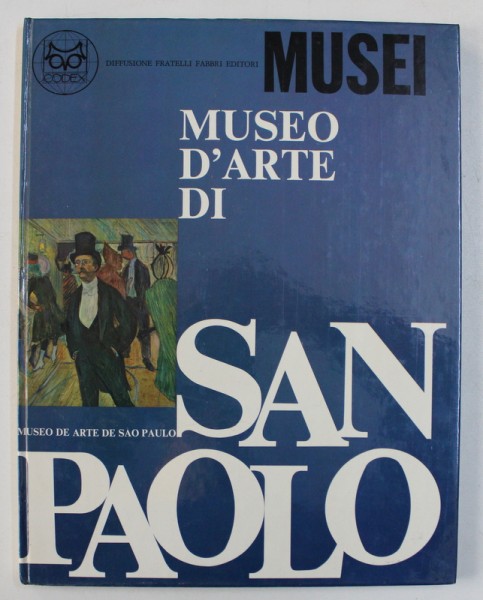 CODEX
DIFFUSIONE FRATELLI FABBRI EDITORI
MUSEI
MUSEO
D'ARTE
DI
SAN
MUSEO DE ARTE DE SAO PAULO
PAOLO